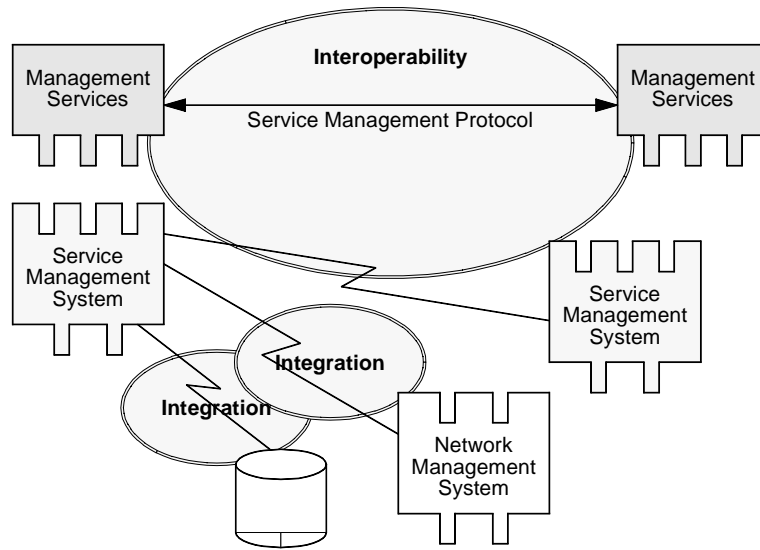 Interoperability
Management
Services
Management
Services
Service Management Protocol
Service
Management
System
Service
Management
System
Integration
Integration
Network
Management
System